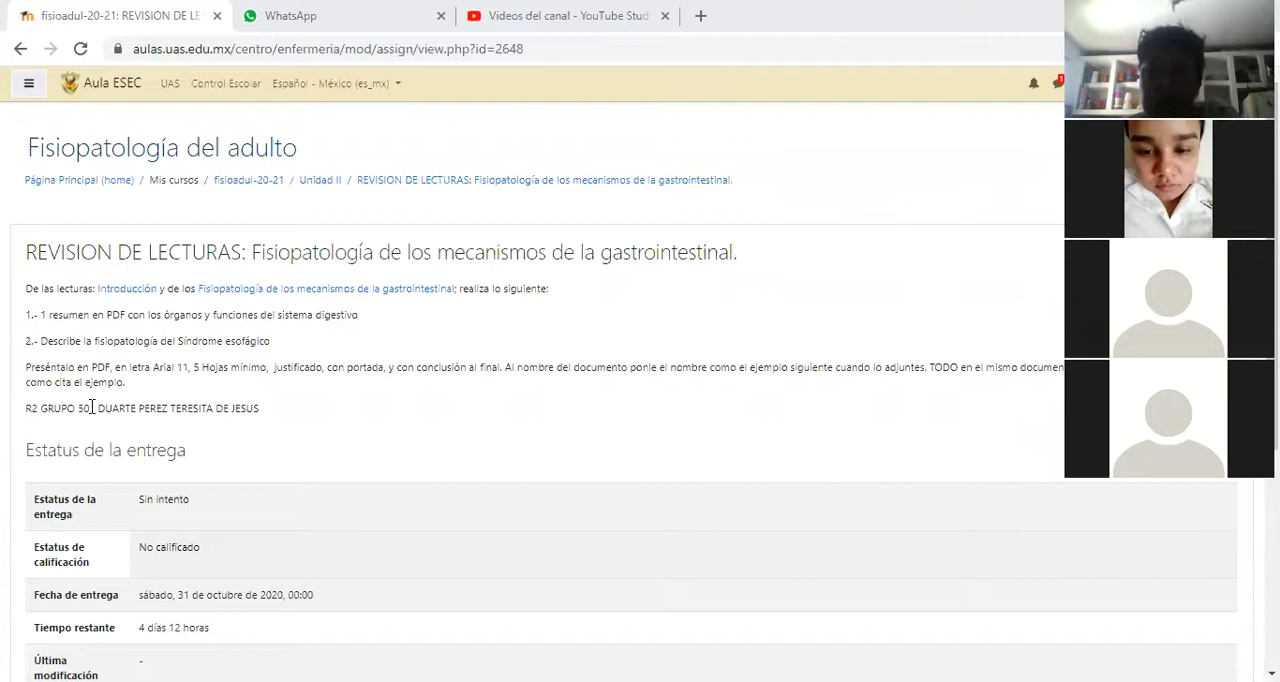 fisioadul-20-21: REVISION DE LE
WhatsApp
Videos del canal - YouTube Stud
aulas.uas.edu.mx/centro/enfermeria/mod/assign/view.php?id=2648
Aula ESEC UAS Control Escolar Español - México (es_mx)
1
Fisiopatología del adulto
Página Principal (home) / Mis cursos / fisioadul-20-21 / Unidad II / REVISION DE LECTURAS: Fisiopatología de los mecanismos de la gastrointestinal.
REVISION DE LECTURAS: Fisiopatología de los mecanismos de la gastrointestinal.
De las lecturas: Introducción y de los Fisiopatología de los mecanismos de la gastrointestinal; realiza lo siguiente:
1.- 1 resumen en PDF con los órganos y funciones del sistema digestivo
2.- Describe la fisiopatología del Síndrome esofágico
Preséntalo en PDF, en letra Arial 11, 5 Hojas mínimo, justificado, con portada, y con conclusión al final. Al nombre del documento ponle el nombre como el ejemplo siguiente cuando lo adjuntes. TODO en el mismo documen
como cita el ejemplo.
R2 GRUPO 50 DUARTE PEREZ TERESITA DE JESUS
Estatus de la entrega
Estatus de la entrega Sin intento
Estatus de calificación No calificado
Fecha de entrega sábado, 31 de octubre de 2020, 00:00
Tiempo restante 4 días 12 horas
Última modificación -